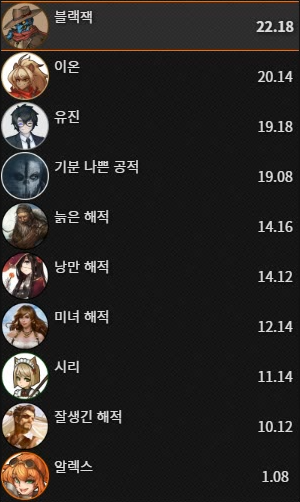 블랙잭
22.18
이온
20.14
유진
19.18
기분 나쁜 공적
19.08
늙은 해적
14.16
낭만 해적
14.12
미녀 해적
12.14
시리
11.14
잘생긴 해적
10.12
알렉스
1.08